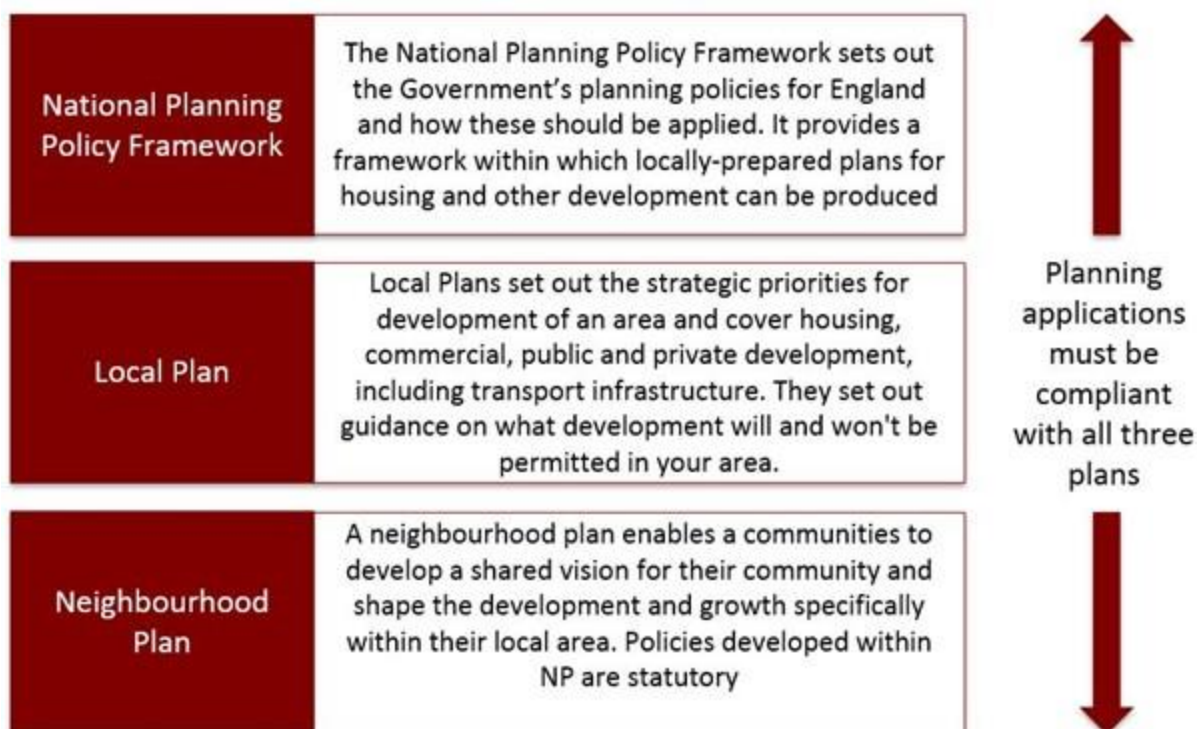 National Planning
Policy Framework
The National Planning Policy Framework sets out
the Government’s planning policies for England
and how these should be applied. It provides a
framework within which locally-prepared plans for
housing and other development can be produced
Local Plan
Local Plans set out the strategic priorities for
development of an area and cover housing,
commercial, public and private development,
including transport infrastructure. They set out
guidance on what development will and won't be
permitted in your area.
Neighbourhood
Plan
A neighbourhood plan enables a communities to
develop a shared vision for their community and
shape the development and growth specifically
within their local area. Policies developed within
NP are statutory
Planning
applications
must be
compliant
with all three
plans